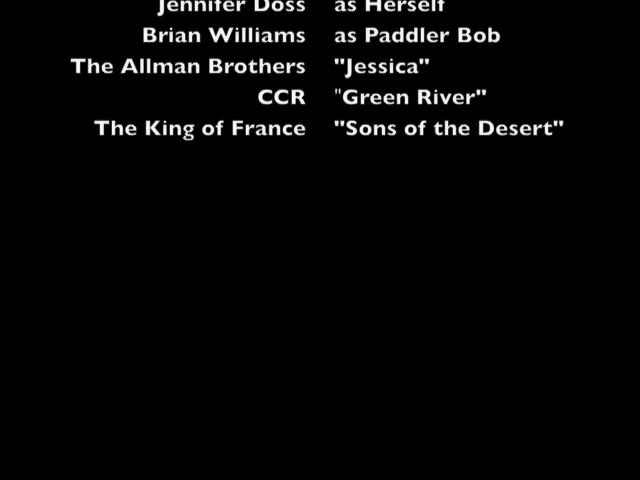 Jennifer Doss as Herself
Brian Williams as Paddler Bob
The Allman Brothers "Jessica"
CCR "Green River"
The King of France "Sons of the Desert"